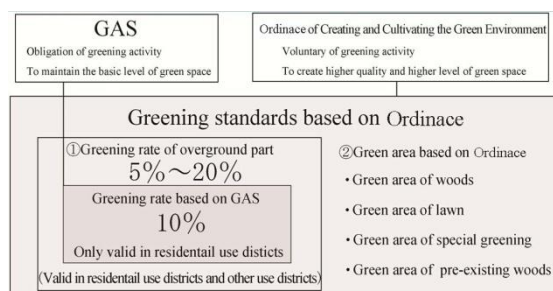 GAS
Obligation of greening activity
To maintain the basic level of green space
Ordinace of Creating and Cultivating the Green Environment
Voluntary of greening activity
To create higher quality and higher level of green space
Greening standards based on Ordinace
①Greening rate of overground part
5%～20%
Greening rate based on GAS
10%
Only valid in residentail use disticts
(Valid in residentail use districts and other use districts)
②Green area based on Ordinace
・Green area of woods
・Green area of lawn
・Green area of special greening
・Green area of pre-existing woods